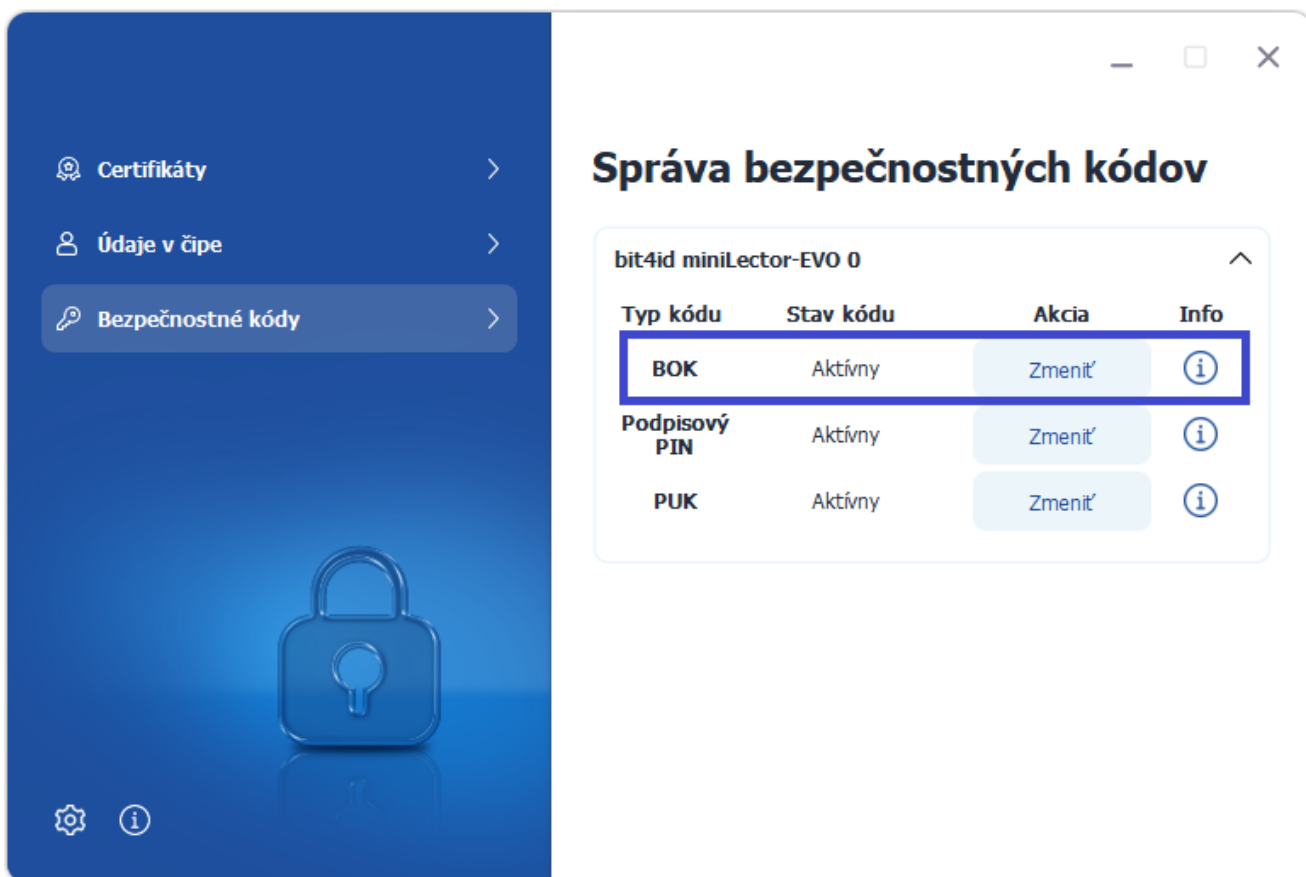 Certifikáty
Údaje v čipe
Bezpečnostné kódy
Správa bezpečnostných kódov
bit4id miniLector-EVO 0
Typ kódu Stav kódu Akcia Info
BOK Aktívny Zmeniť
Podpisový
PIN Aktívny Zmeniť
PUK Aktívny Zmeniť